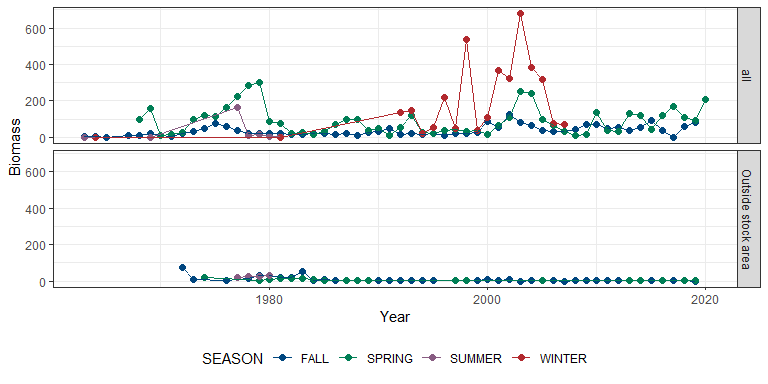 600
400
200
0
all
Biomass
600
400
200
0
Outside stock area
1980
2000
2020
Year
SEASON FALL SPRING SUMMER WINTER